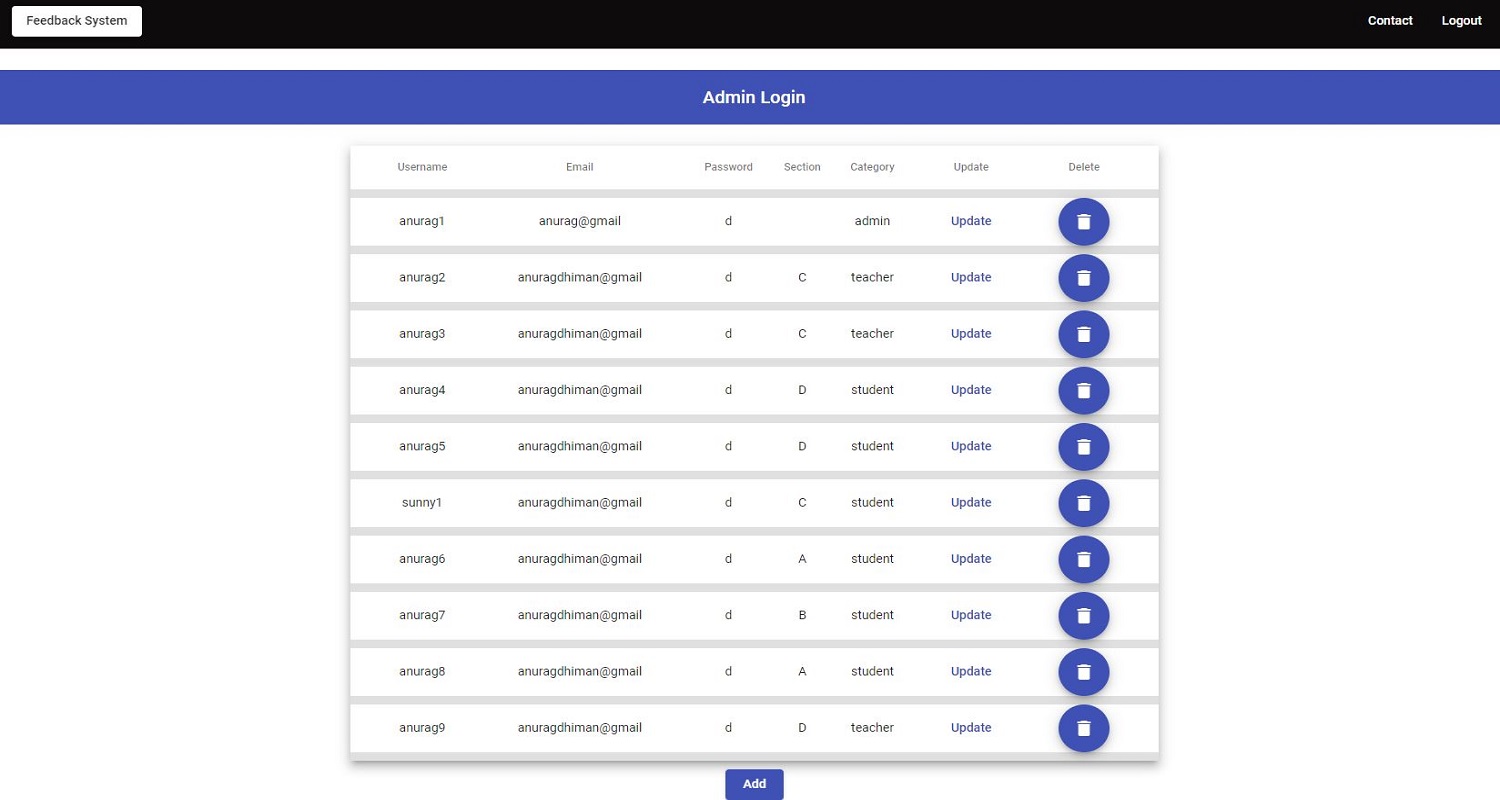 Feedback System Contact Logout
Admin Login
Username Email Password Section Category Update Delete
anurag1 anurag@gmail d admin Update
anurag2 anuragdhiman@gmail d C teacher Update
anurag3 anuragdhiman@gmail d C teacher Update
anurag4 anuragdhiman@gmail d D student Update
anurag5 anuragdhiman@gmail d D student Update
sunny1 anuragdhiman@gmail d C student Update
anurag6 anuragdhiman@gmail d A student Update
anurag7 anuragdhiman@gmail d B student Update
anurag8 anuragdhiman@gmail d A student Update
anurag9 anuragdhiman@gmail d D teacher Update
Add